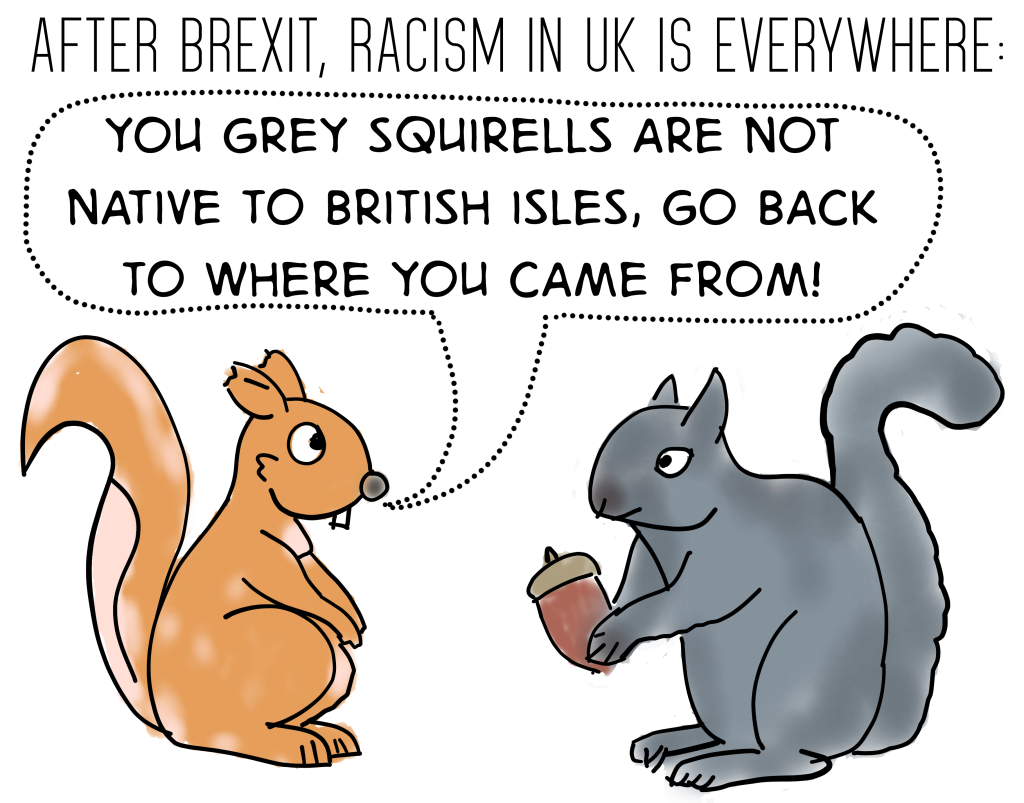 AFTER BREXIT, RACISM IN UK IS EVERYWHERE:
YOU GREY SQUIRELLS ARE NOT
NATIVE TO BRITISH ISLES, GO BACK
TO WHERE YOU CAME FROM!